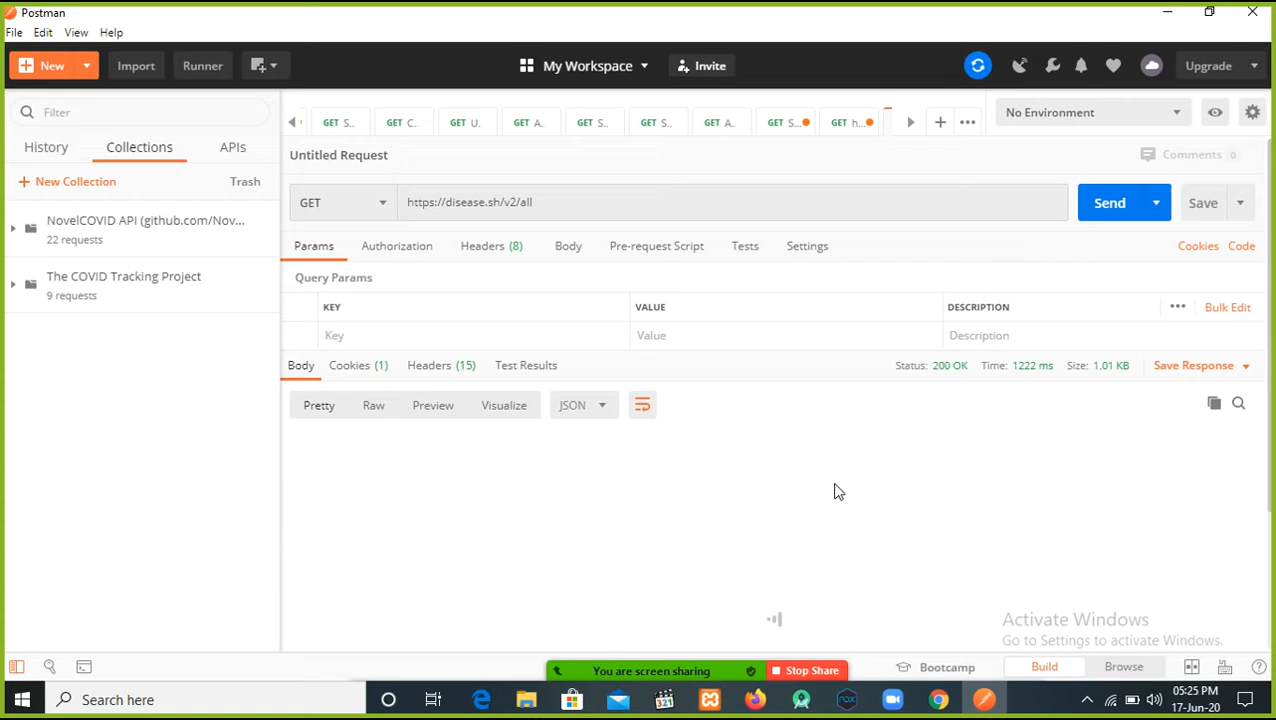 Postman
File Edit View Help
New Import Runner My Workspace Invite Upgrade
Filter
GET S.. GET C.. GET U. GET A. GET S.. GET S.. GET A. GET S... GET h... No Environment
History Collections APIs
Untitled Request Comments 0
New Collection Trash
GET https://disease.sh/v2/all Send Save
NovelCOVID API (github.com/Nov...
22 requests
Params Authorization Headers (8) Body Pre-request Script Tests Settings Cookies Code
The COVID Tracking Project
9 requests
Query Params
KEY VALUE DESCRIPTION Bulk Edit
Key Value Description
Body Cookies (1) Headers (15) Test Results Status: 200 OK Time: 1222 ms Size: 1.01 KB Save Response
Pretty Raw Preview Visualize JSON
Activate Windows
Go to Settings to activate Windows.
You are screen sharing Stop Share Bootcamp Build Browse
Search here 321 nox 05:25 PM
17-Jun-20